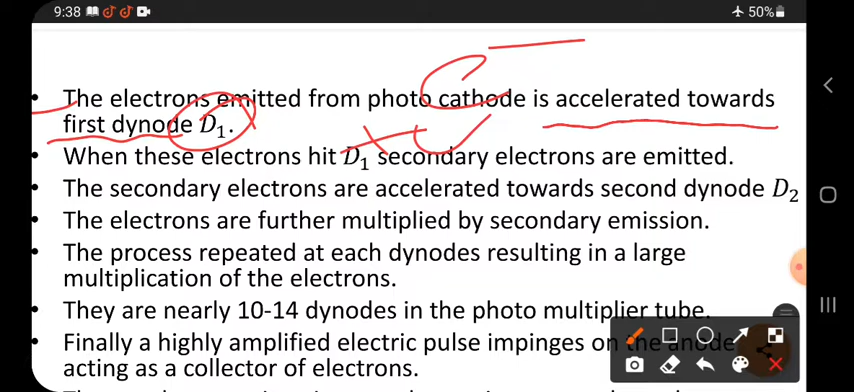 9:38
50%
• The electrons emitted from photo cathode is accelerated towards
first dynode D₁.
• When these electrons hit D₁ secondary electrons are emitted.
• The secondary electrons are accelerated towards second dynode D₂
• The electrons are further multiplied by secondary emission.
• The process repeated at each dynodes resulting in a large
multiplication of the electrons.
• They are nearly 10-14 dynodes in the photo multiplier tube.
• Finally a highly amplified electric pulse impinges on the anode
acting as a collector of electrons.